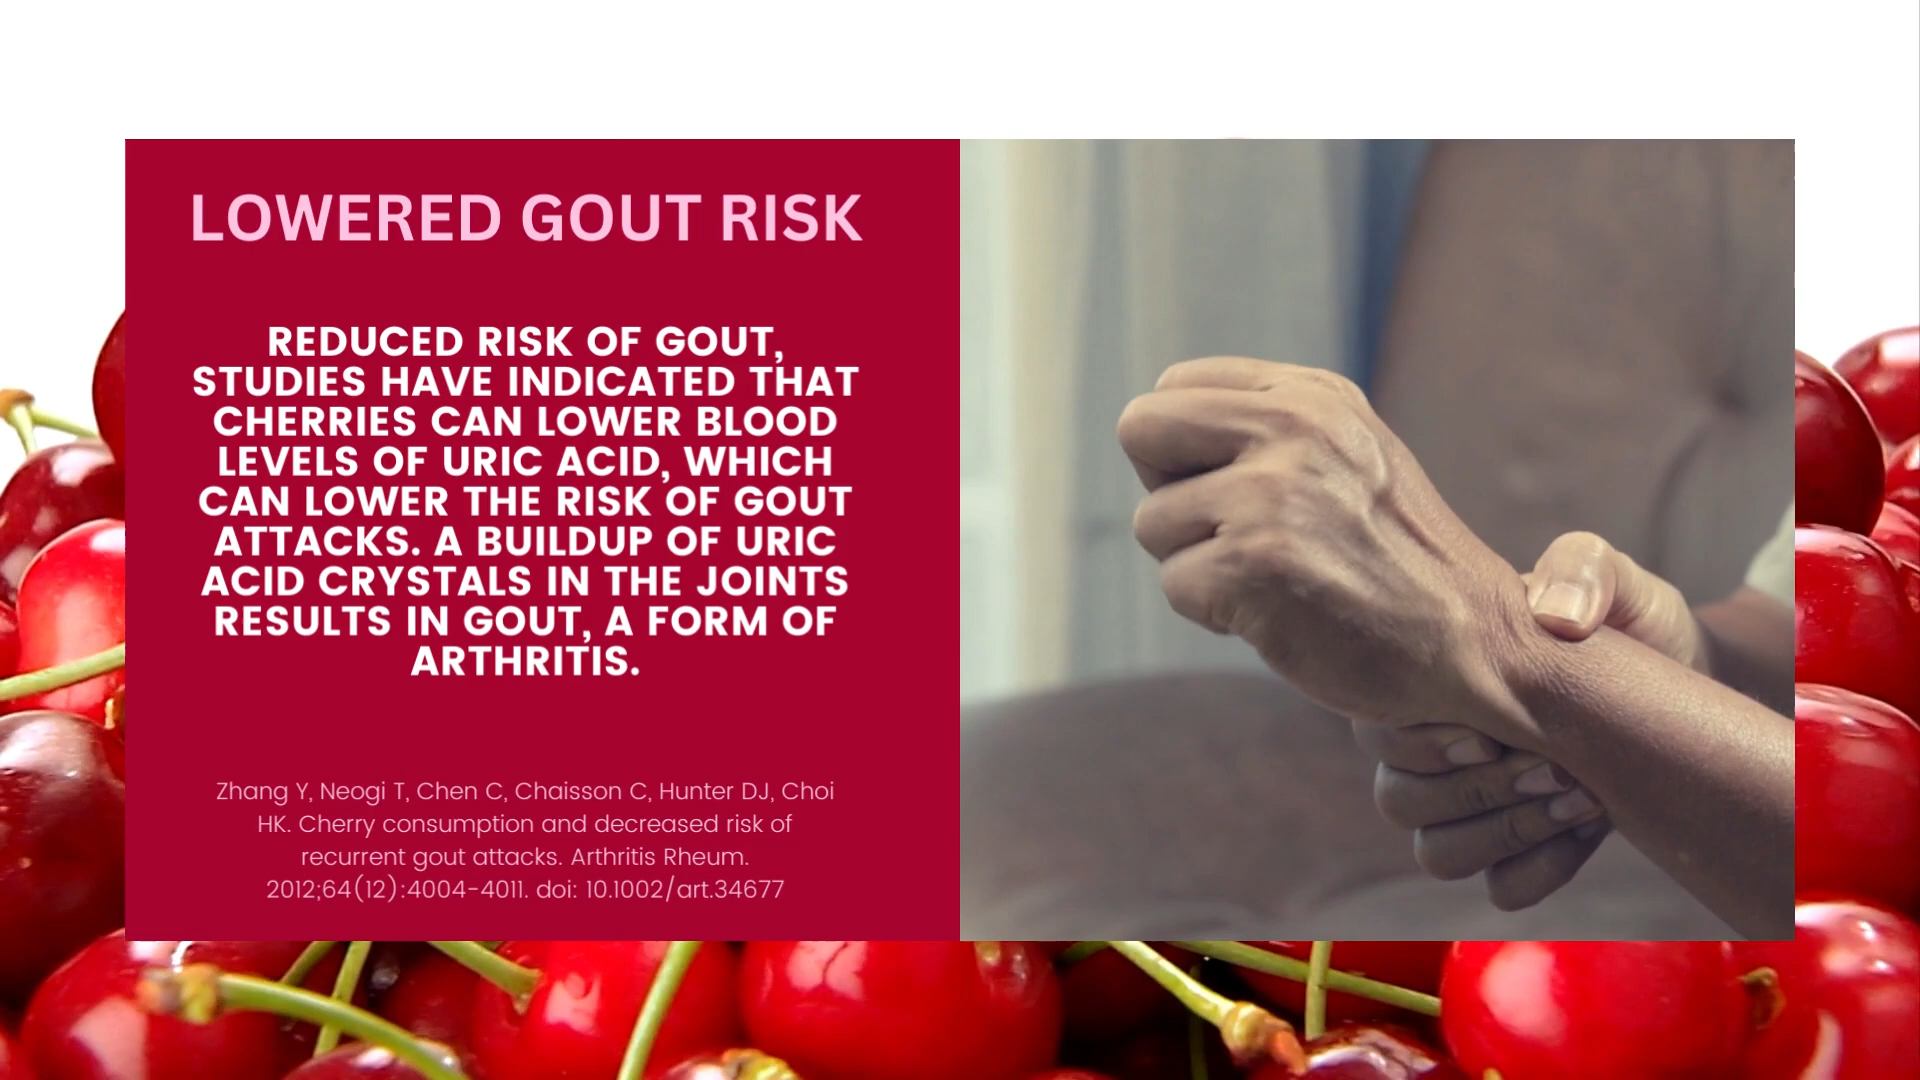 LOWERED GOUT RISK
REDUCED RISK OF GOUT,
STUDIES HAVE INDICATED THAT
CHERRIES CAN LOWER BLOOD
LEVELS OF URIC ACID, WHICH
CAN LOWER THE RISK OF GOUT
ATTACKS. A BUILDUP OF URIC
ACID CRYSTALS IN THE JOINTS
RESULTS IN GOUT, A FORM OF
ARTHRITIS.
Zhang Y, Neogi T, Chen C, Chaisson C, Hunter DJ, Choi
HK. Cherry consumption and decreased risk of
recurrent gout attacks. Arthritis Rheum.
2012;64(12):4004-4011. doi: 10.1002/art.34677